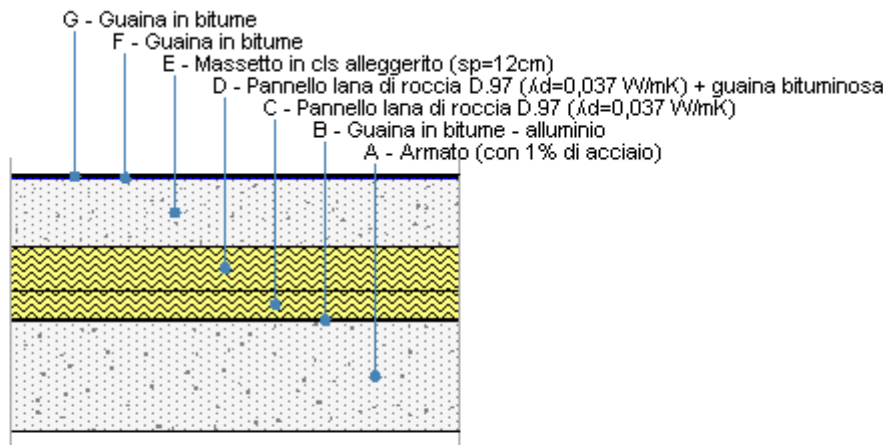 G - Guaina in bitume
F - Guaina in bitume
E - Massetto in cls alleggerito (sp=12cm)
D - Pannello lana di roccia D.97 (λd=0,037 W/mK) + guaina bituminosa
C - Pannello lana di roccia D.97 (λd=0,037 W/mK)
B - Guaina in bitume - alluminio
A - Armato (con 1% di acciaio)